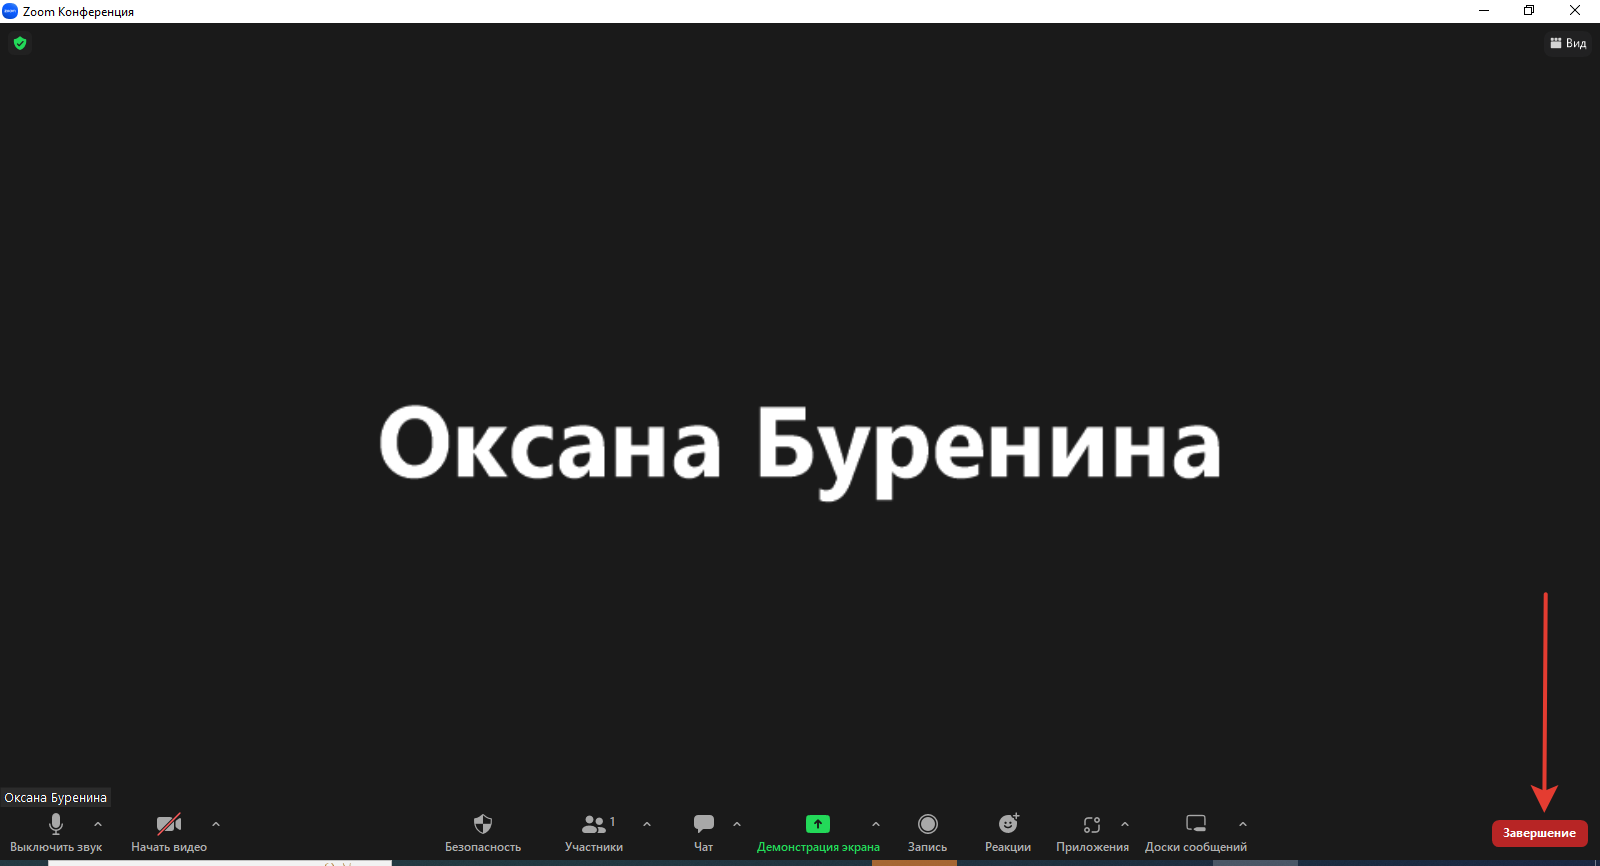 Zoom Конференция
Вид
Оксана Буренина
Оксана Буренина
Выключить звук
Начать видео
Безопасность
1
Участники
Чат
Демонстрация экрана
Запись
Реакции
Приложения
Доски сообщений
Завершение